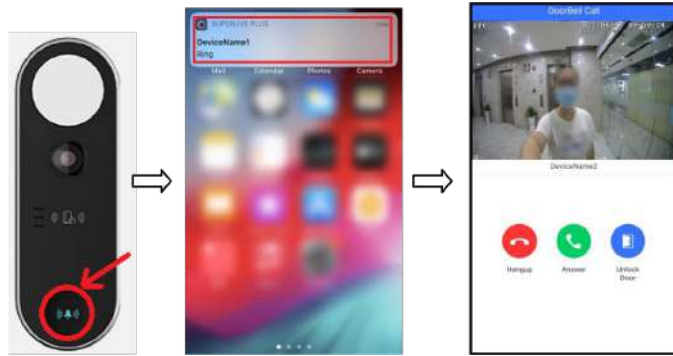 SUPERLIVE PLUS
DeviceName1
Ring
Mail Calendar Photos Camera
DoorBell Call
DeviceName2
Hangup Answer Unlock
Door